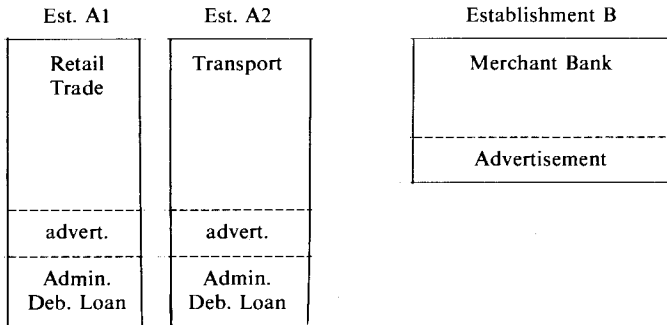 Est. A1 Est. A2 Establishment B
Retail
Trade
Transport
Merchant Bank
Advertisement
advert.
advert.
Admin.
Deb. Loan
Admin.
Deb. Loan